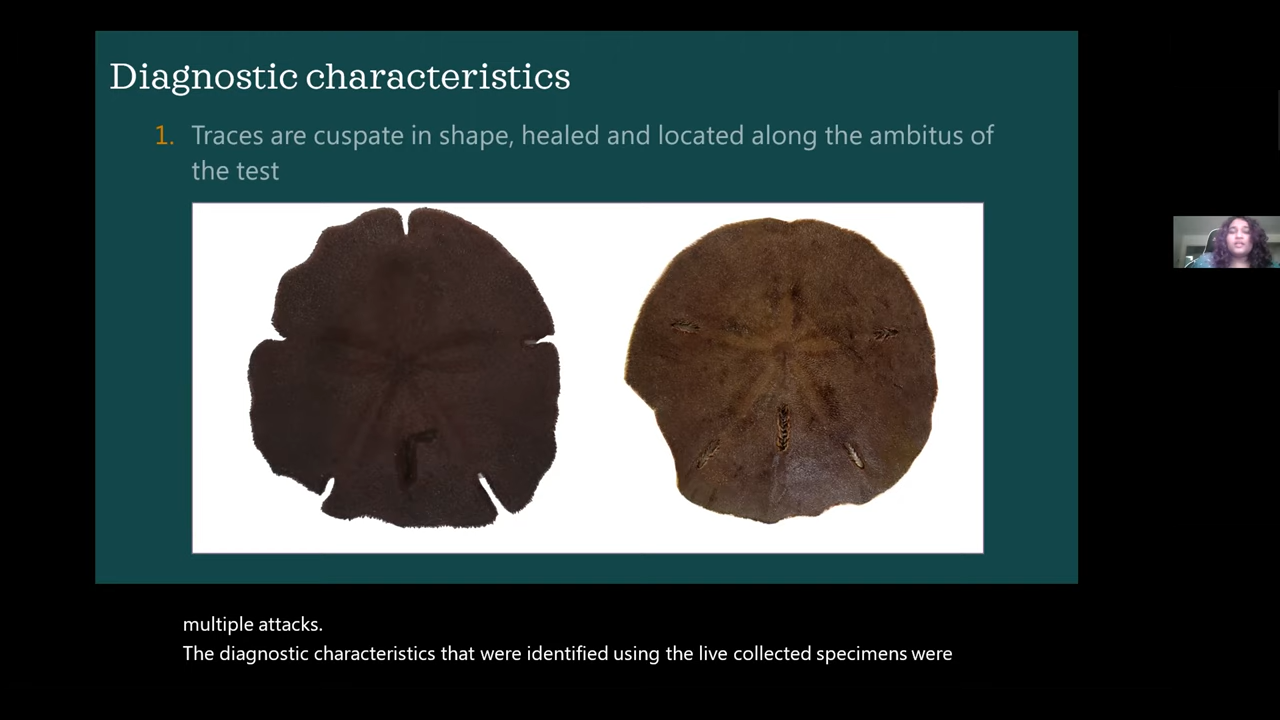 Diagnostic characteristics
1. Traces are cuspate in shape, healed and located along the ambitus of
the test
multiple attacks.
The diagnostic characteristics that were identified using the live collected specimens were